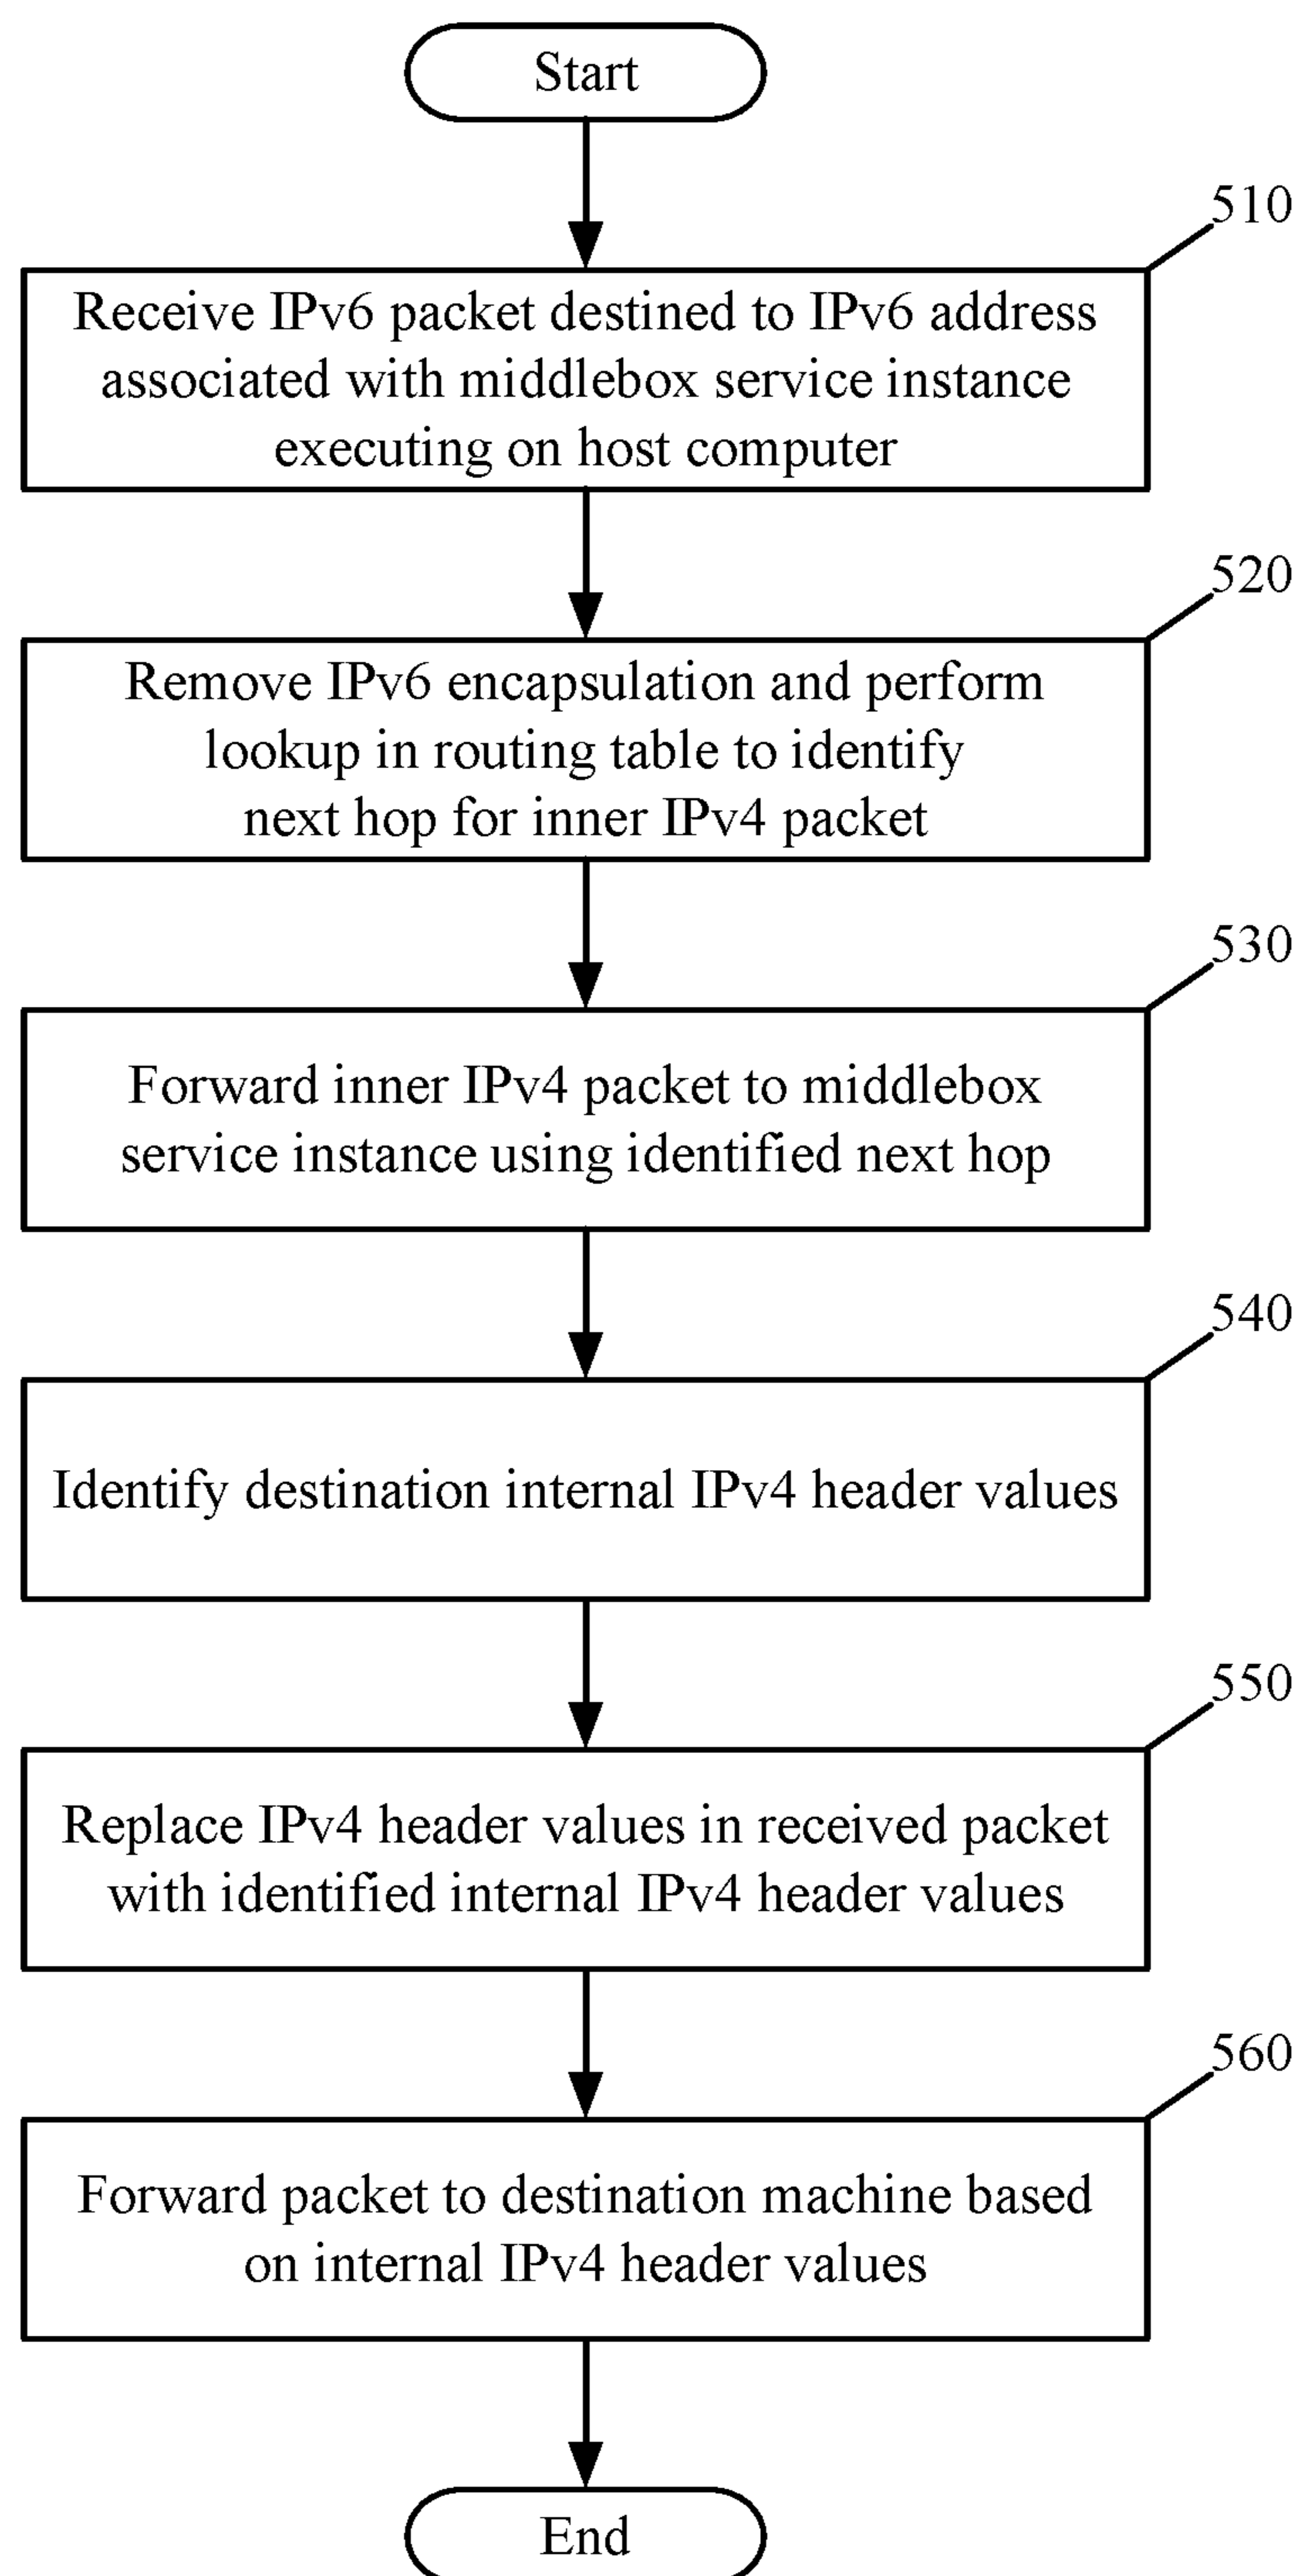 Start
510
Receive IPv6 packet destined to IPv6 address
associated with middlebox service instance
executing on host computer
520
Remove IPv6 encapsulation and perform
lookup in routing table to identify
next hop for inner IPv4 packet
530
Forward inner IPv4 packet to middlebox
service instance using identified next hop
540
Identify destination internal IPv4 header values
550
Replace IPv4 header values in received packet
with identified internal IPv4 header values
560
Forward packet to destination machine based
on internal IPv4 header values
End